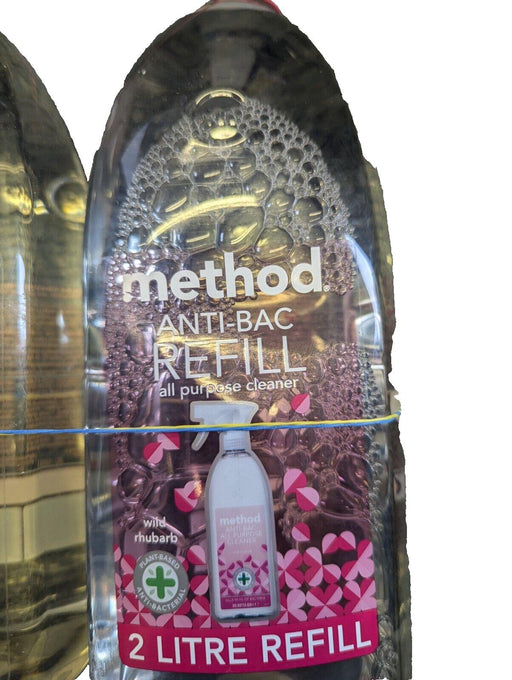 method®
ANTI-BAC
REFILL
all purpose cleaner
wild
rhubarb
PLANT-BASED
ANTI-BACTERIAL
method
ANTI-BAC
ALL PURPOSE
CLEANER
2 LITRE REFILL